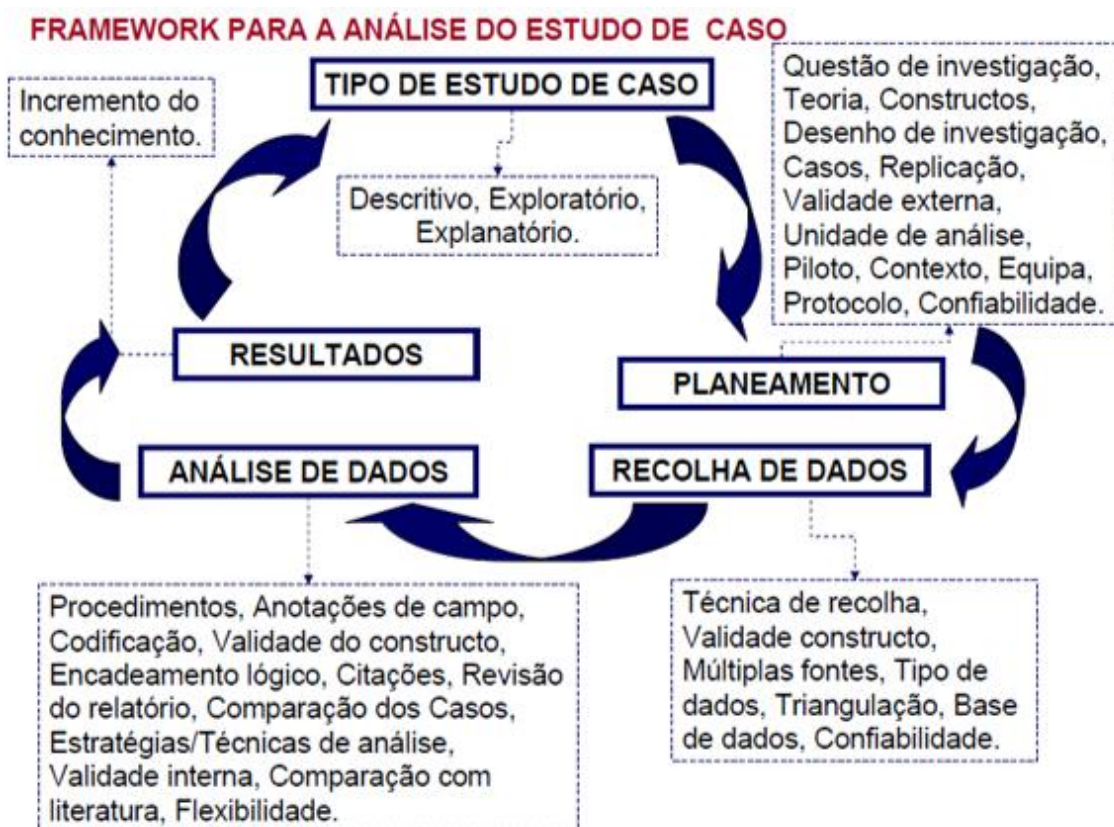 FRAMEWORK PARA A ANÁLISE DO ESTUDO DE CASO
TIPO DE ESTUDO DE CASO
Incremento do
conhecimento.
Descritivo, Exploratório,
Explanatório.
Questão de investigação,
Teoria, Constructos,
Desenho de investigação,
Casos, Replicação,
Validade externa,
Unidade de análise,
Piloto, Contexto, Equipa,
Protocolo, Confiabilidade.
RESULTADOS
PLANEAMENTO
ANÁLISE DE DADOS
RECOLHA DE DADOS
Procedimentos, Anotações de campo,
Codificação, Validade do constructo,
Encadeamento lógico, Citações, Revisão
do relatório, Comparação dos Casos,
Estratégias/Técnicas de análise,
Validade interna, Comparação com
literatura, Flexibilidade.
Técnica de recolha,
Validade constructo,
Múltiplas fontes, Tipo de
dados, Triangulação, Base
de dados, Confiabilidade.